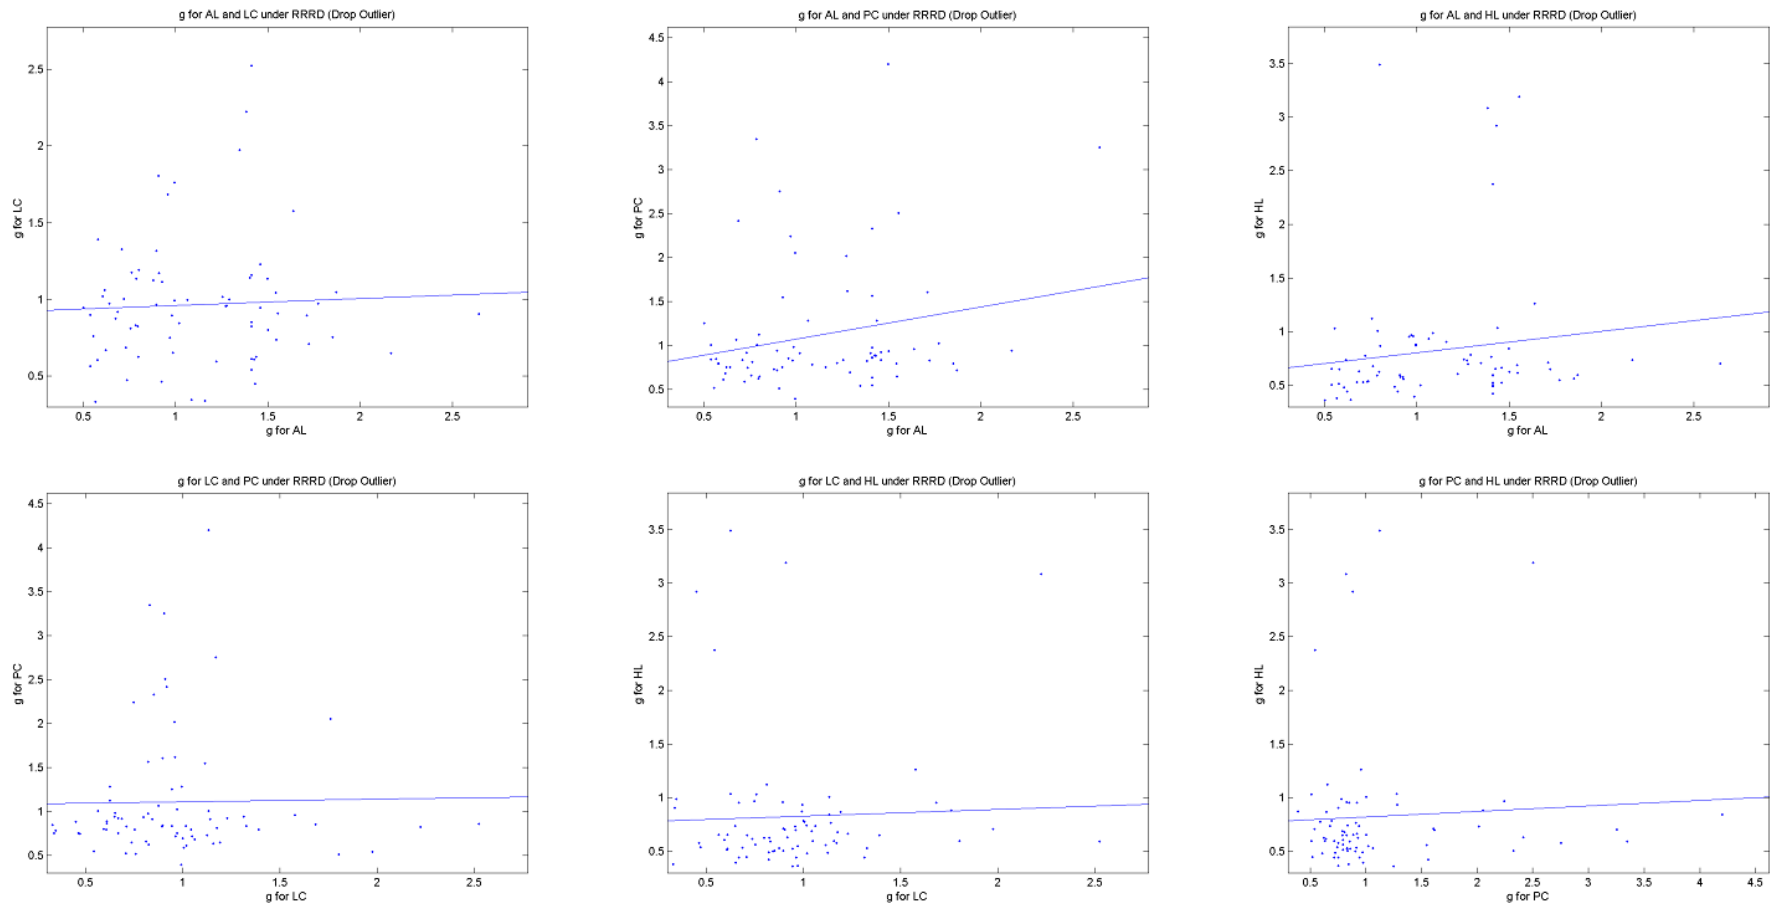 g for AL and LC under RRRD (Drop Outlier)
2.5
2
1.5
1
0.5
g for LC
0.5 1 1.5 2 2.5
g for AL
g for AL and PC under RRRD (Drop Outlier)
4.5
4
3.5
3
2.5
2
1.5
1
0.5
g for PC
0.5 1 1.5 2 2.5
g for AL
g for AL and HL under RRRD (Drop Outlier)
3.5
3
2.5
2
1.5
1
0.5
g for HL
0.5 1 1.5 2 2.5
g for AL
g for LC and PC under RRRD (Drop Outlier)
4.5
4
3.5
3
2.5
2
1.5
1
0.5
g for PC
0.5 1 1.5 2 2.5
g for LC
g for LC and HL under RRRD (Drop Outlier)
3.5
3
2.5
2
1.5
1
0.5
g for HL
0.5 1 1.5 2 2.5
g for LC
g for PC and HL under RRRD (Drop Outlier)
3.5
3
2.5
2
1.5
1
0.5
g for HL
0.5 1 1.5 2 2.5 3 3.5 4 4.5
g for PC